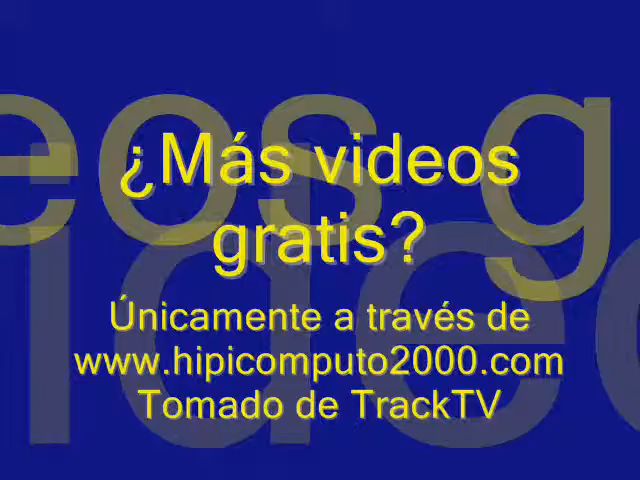 ¿Más videos
gratis?
Únicamente a través de
www.hipicomputo2000.com
Tomado de TrackTV